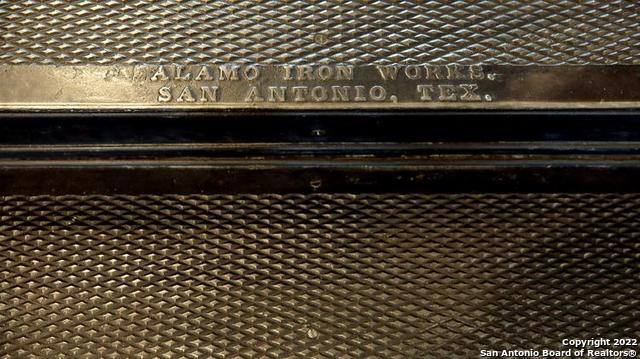 ALAMO IRON WORKS.
SAN ANTONIO, TEX.
Copyright 2022
San Antonio Board of Realtors®